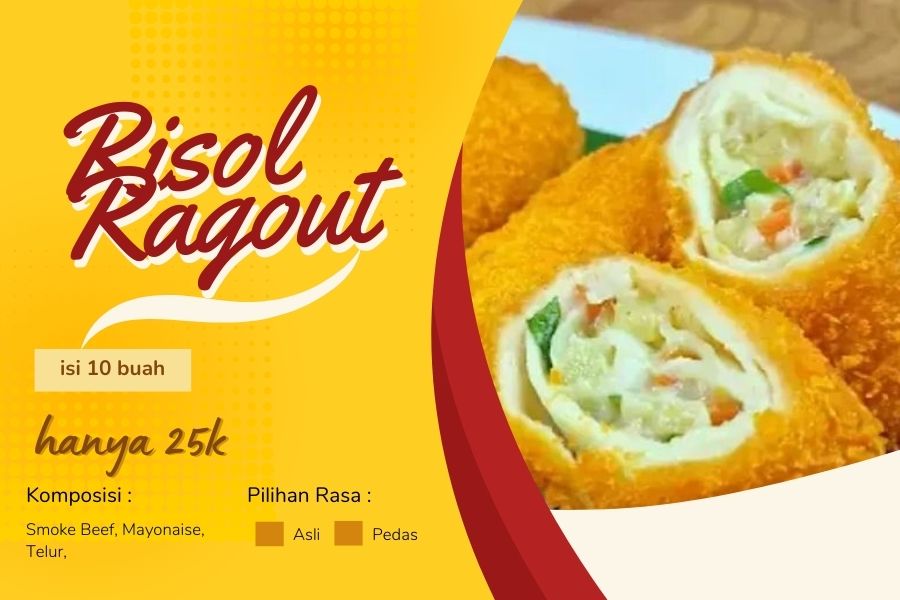 Risol
Ragout
isi 10 buah
hanya 25k
Komposisi :
Smoke Beef, Mayonaise,
Telur,
Pilihan Rasa :
Asli
Pedas